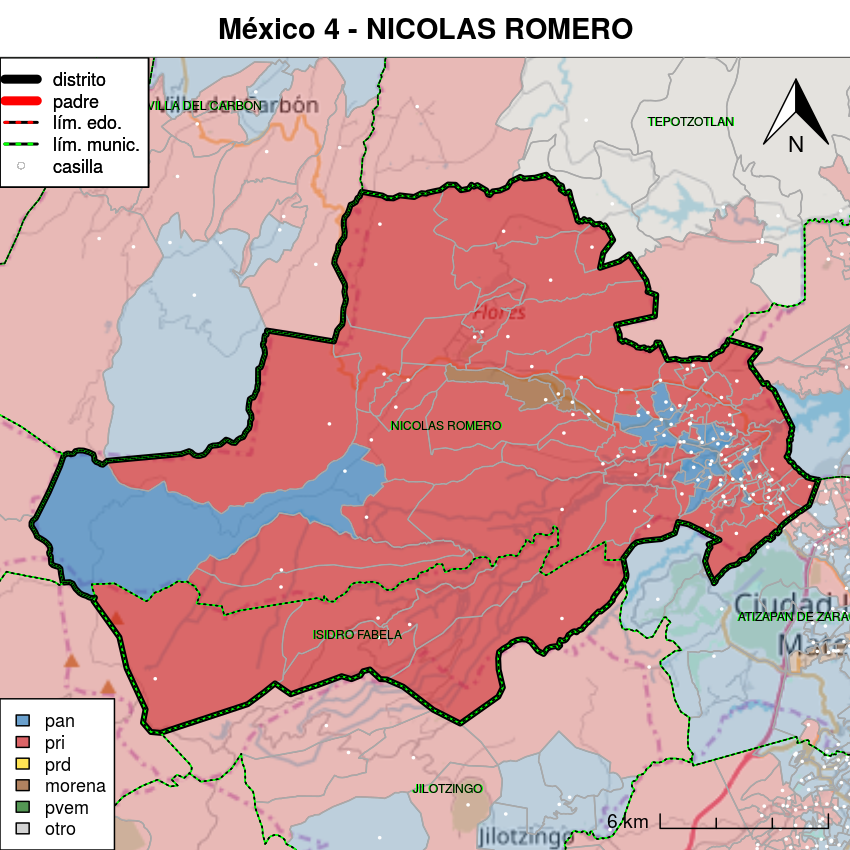 México 4 - NICOLAS ROMERO
distrito
padre
lím. edo.
lím. munic.
casilla
Villa del Carbón
VILLA DEL CARBON
TEPOTZOTLAN
N
Flores
NICOLAS ROMERO
ISIDRO FABELA
Ciudad
ATIZAPAN DE ZARA
JILOTZINGO
Jilotzingo
6 km
pan
pri
prd
morena
pvem
otro